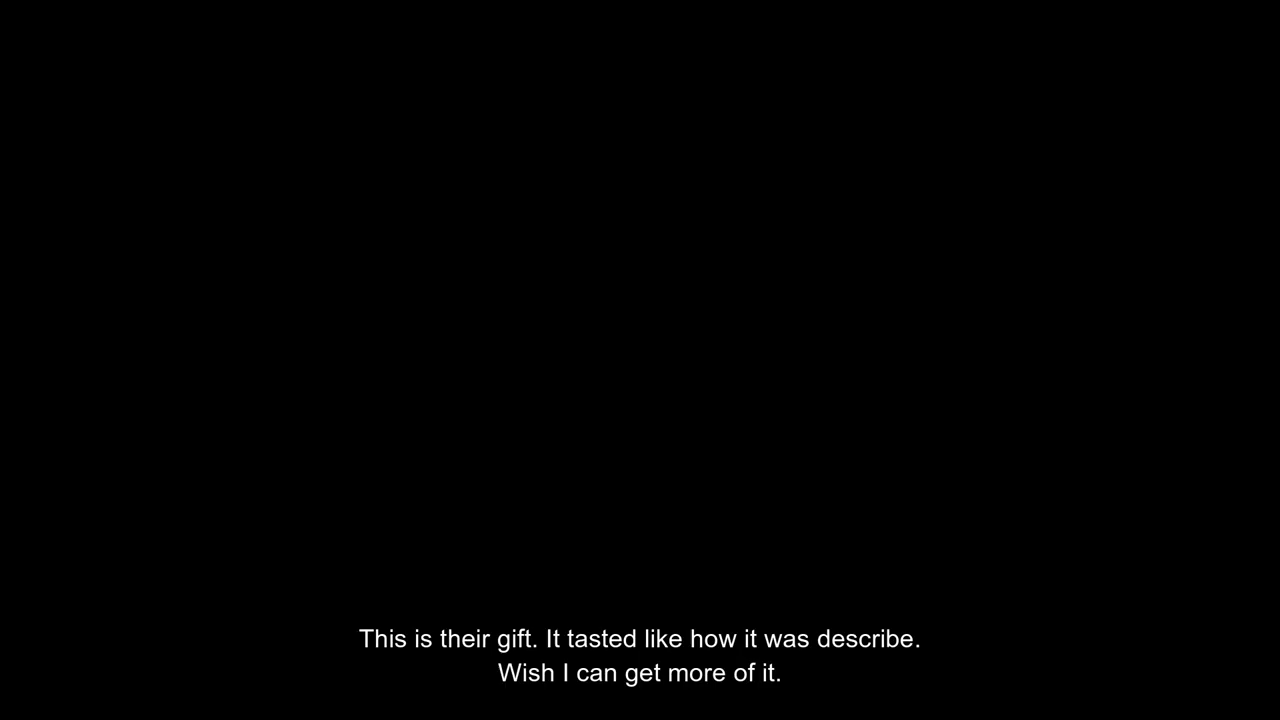 This is their gift. It tasted like how it was describe.
Wish I can get more of it.